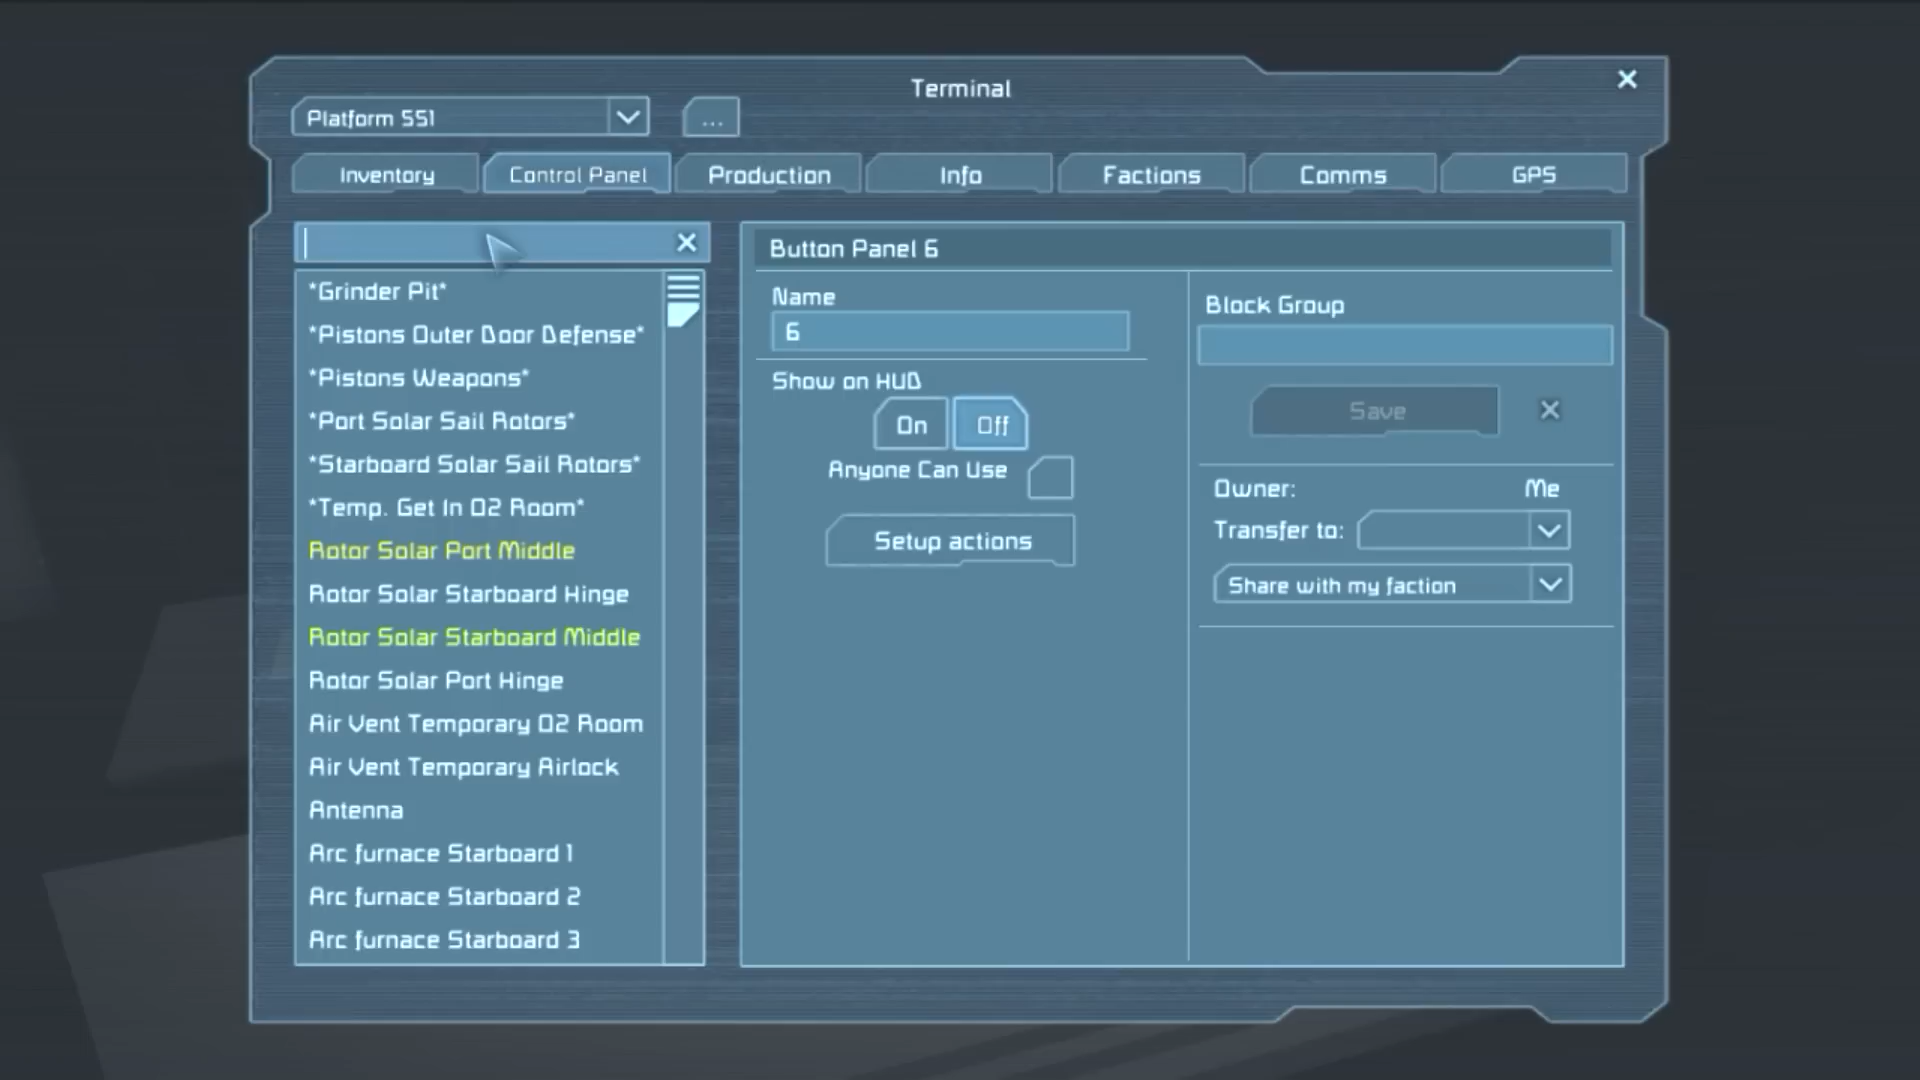 Terminal
Platform 551
...
Inventory
Control Panel
Production
Info
Factions
Comms
GPS
*Grinder Pit*
*Pistons Outer Door Defense*
*Pistons Weapons*
*Port Solar Sail Rotors*
*Starboard Solar Sail Rotors*
*Temp. Get In O2 Room*
Rotor Solar Port Middle
Rotor Solar Starboard Hinge
Rotor Solar Starboard Middle
Rotor Solar Port Hinge
Air Vent Temporary O2 Room
Air Vent Temporary Airlock
Antenna
Arc furnace Starboard 1
Arc furnace Starboard 2
Arc furnace Starboard 3
Button Panel 6
Name
6
Show on HUD
On
Off
Anyone Can Use
Setup actions
Block Group
Save
Owner: Me
Transfer to:
Share with my faction